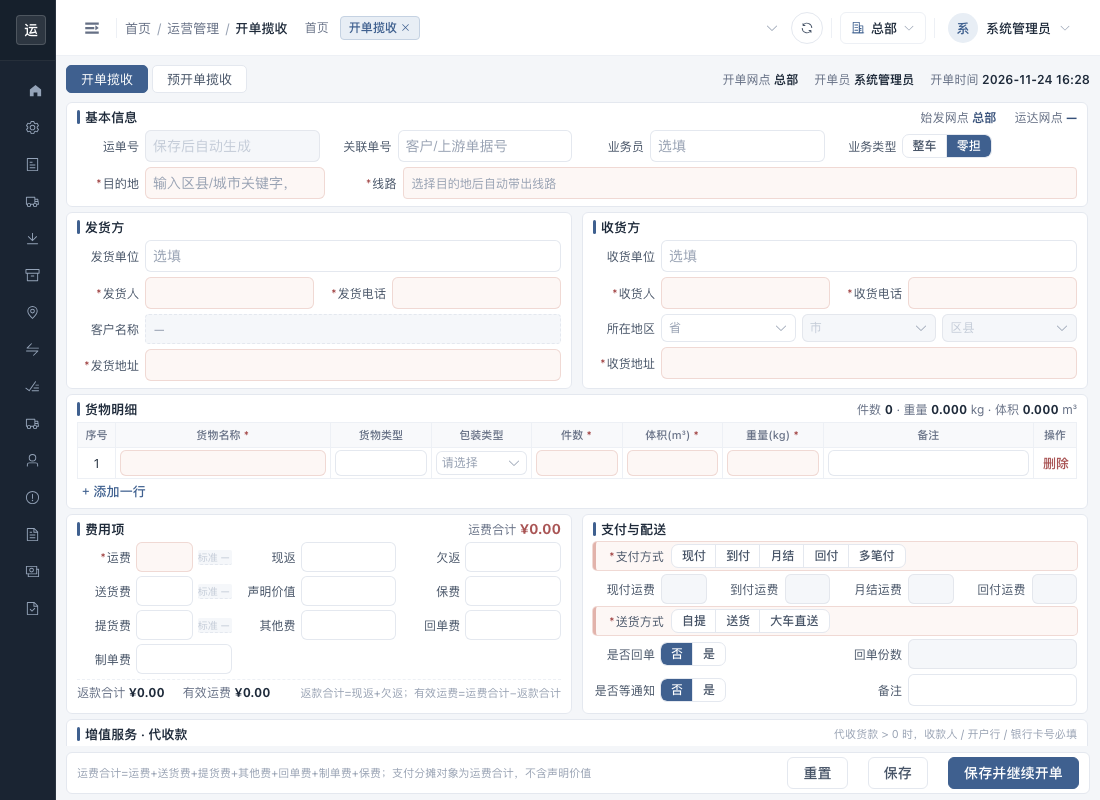 运 首页 / 运营管理 / 开单揽收 首页 开单揽收 × 总部 系 系统管理员
开单揽收 预开单揽收 开单网点 总部 开单员 系统管理员 开单时间 2026-11-24 16:28
基本信息 始发网点 总部 运达网点 —
运单号 保存后自动生成 关联单号 客户/上游单据号 业务员 选填 业务类型 整车 零担
*目的地 输入区县/城市关键字, *线路 选择目的地后自动带出线路
发货方
发货单位 选填
*发货人 *发货电话
客户名称 —
*发货地址
收货方
收货单位 选填
*收货人 *收货电话
所在地区 省 市 区县
*收货地址
货物明细 件数 0 · 重量 0.000 kg · 体积 0.000 m³
序号 货物名称 * 货物类型 包装类型 件数 * 体积(m³) * 重量(kg) * 备注 操作
1 请选择 删除
+ 添加一行
费用项 运费合计 ¥0.00
*运费 标准 — 现返 欠返
送货费 标准 — 声明价值 保费
提货费 标准 — 其他费 回单费
制单费
返款合计 ¥0.00 有效运费 ¥0.00 返款合计=现返+欠返；有效运费=运费合计−返款合计
支付与配送
*支付方式 现付 到付 月结 回付 多笔付
现付运费 到付运费 月结运费 回付运费
*送货方式 自提 送货 大车直送
是否回单 否 是 回单份数
是否等通知 否 是 备注
增值服务 · 代收款 代收货款 > 0 时，收款人 / 开户行 / 银行卡号必填
运费合计=运费+送货费+提货费+其他费+回单费+制单费+保费；支付分摊对象为运费合计，不含声明价值 重置 保存 保存并继续开单